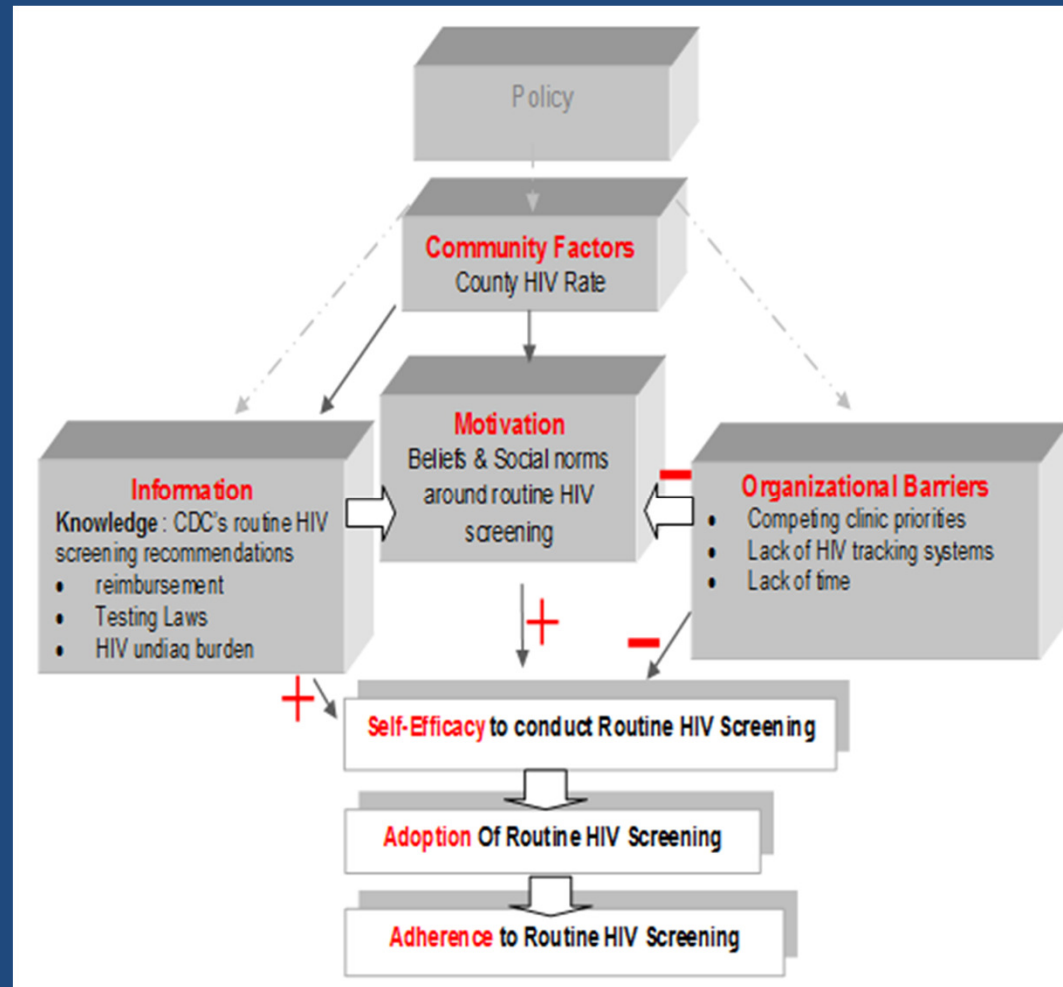 Policy
Community Factors
County HIV Rate
Motivation
Beliefs & Social norms
around routine HIV
screening
Information
Knowledge : CDC's routine HIV
screening recommendations
• reimbursement
• Testing Laws
• HIV undiag burden
Organizational Barriers
• Competing clinic priorities
• Lack of HIV tracking systems
• Lack of time
+
+
Self-Efficacy to conduct Routine HIV Screening
Adoption Of Routine HIV Screening
Adherence to Routine HIV Screening